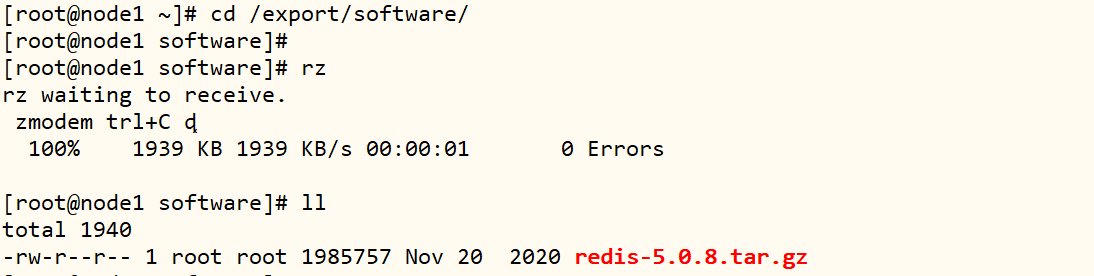 [root@node1 ~]# cd /export/software/
[root@node1 software]#
[root@node1 software]# rz
rz waiting to receive.
 zmodem trl+C d
  100%    1939 KB 1939 KB/s 00:00:01       0 Errors
[root@node1 software]# ll
total 1940
-rw-r--r-- 1 root root 1985757 Nov 20  2020 redis-5.0.8.tar.gz